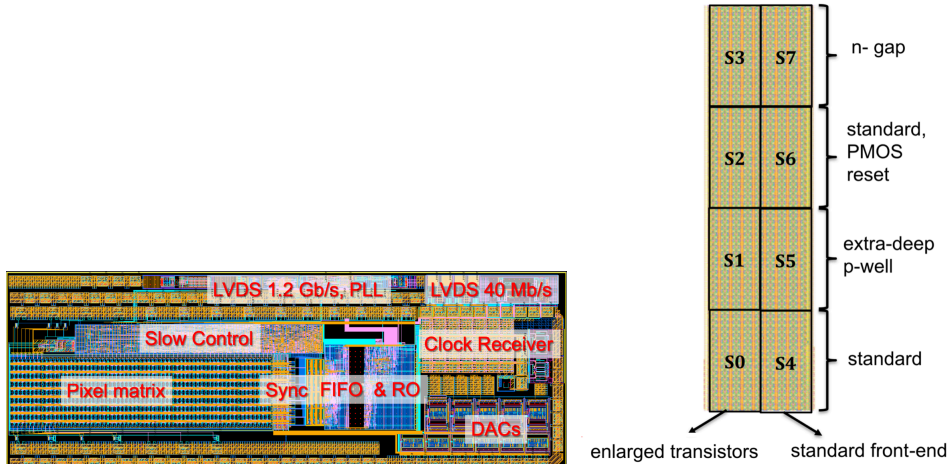 LVDS 1.2 Gb/s, PLL
LVDS 40 Mb/s
Slow Control
Clock Receiver
Pixel matrix
Sync
FIFO
& RO
DACs
S3
S7
n- gap
S2
S6
standard,
PMOS
reset
S1
S5
extra-deep
p-well
S0
S4
standard
enlarged transistors
standard front-end